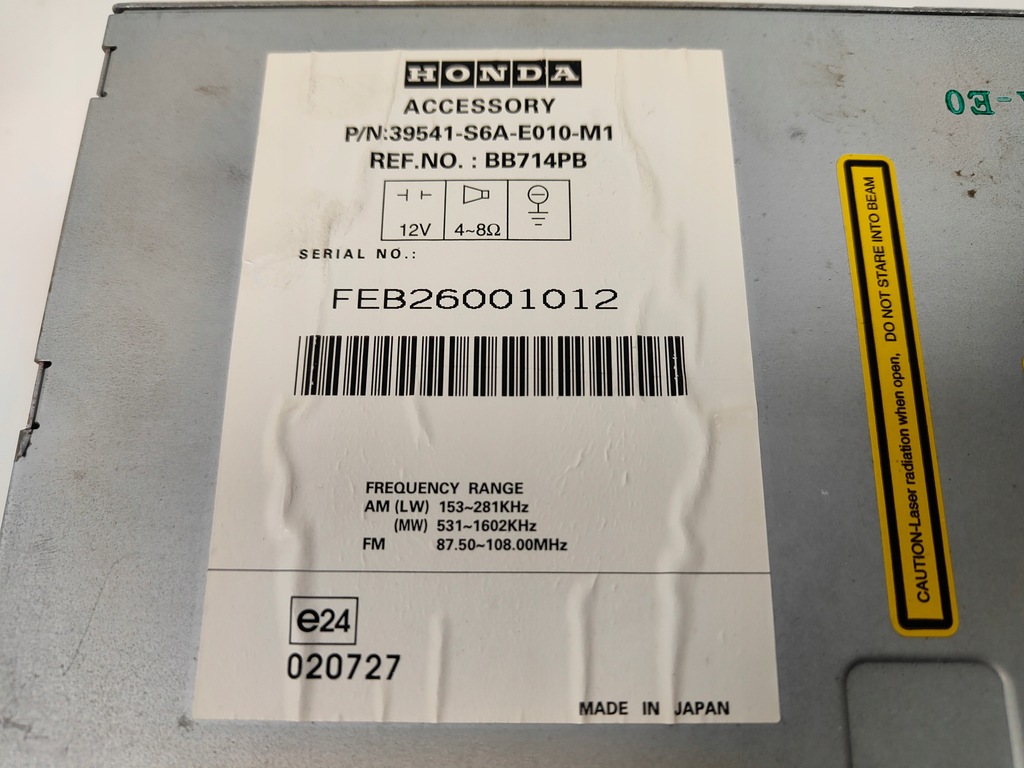 HONDA
ACCESSORY
P/N:39541-S6A-E010-M1
REF.NO. : BB714PB
12V 4~8Ω
SERIAL NO.:
FEB26001012
FREQUENCY RANGE
AM (LW) 153~281KHz
(MW) 531~1602KHz
FM 87.50~108.00MHz
e24
020727
MADE IN JAPAN
CAUTION-Laser radiation when open, DO NOT STARE INTO BEAM